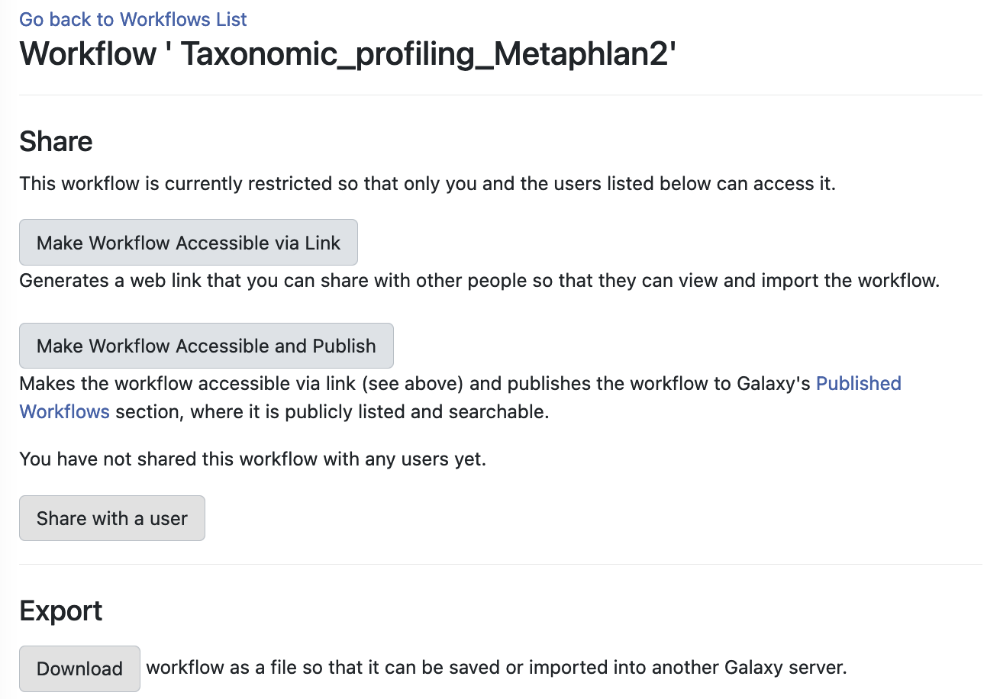 Go back to Workflows List
Workflow ' Taxonomic_profiling_Metaphlan2'
Share
This workflow is currently restricted so that only you and the users listed below can access it.
Make Workflow Accessible via Link
Generates a web link that you can share with other people so that they can view and import the workflow.
Make Workflow Accessible and Publish
Makes the workflow accessible via link (see above) and publishes the workflow to Galaxy's Published
Workflows section, where it is publicly listed and searchable.
You have not shared this workflow with any users yet.
Share with a user
Export
Download workflow as a file so that it can be saved or imported into another Galaxy server.